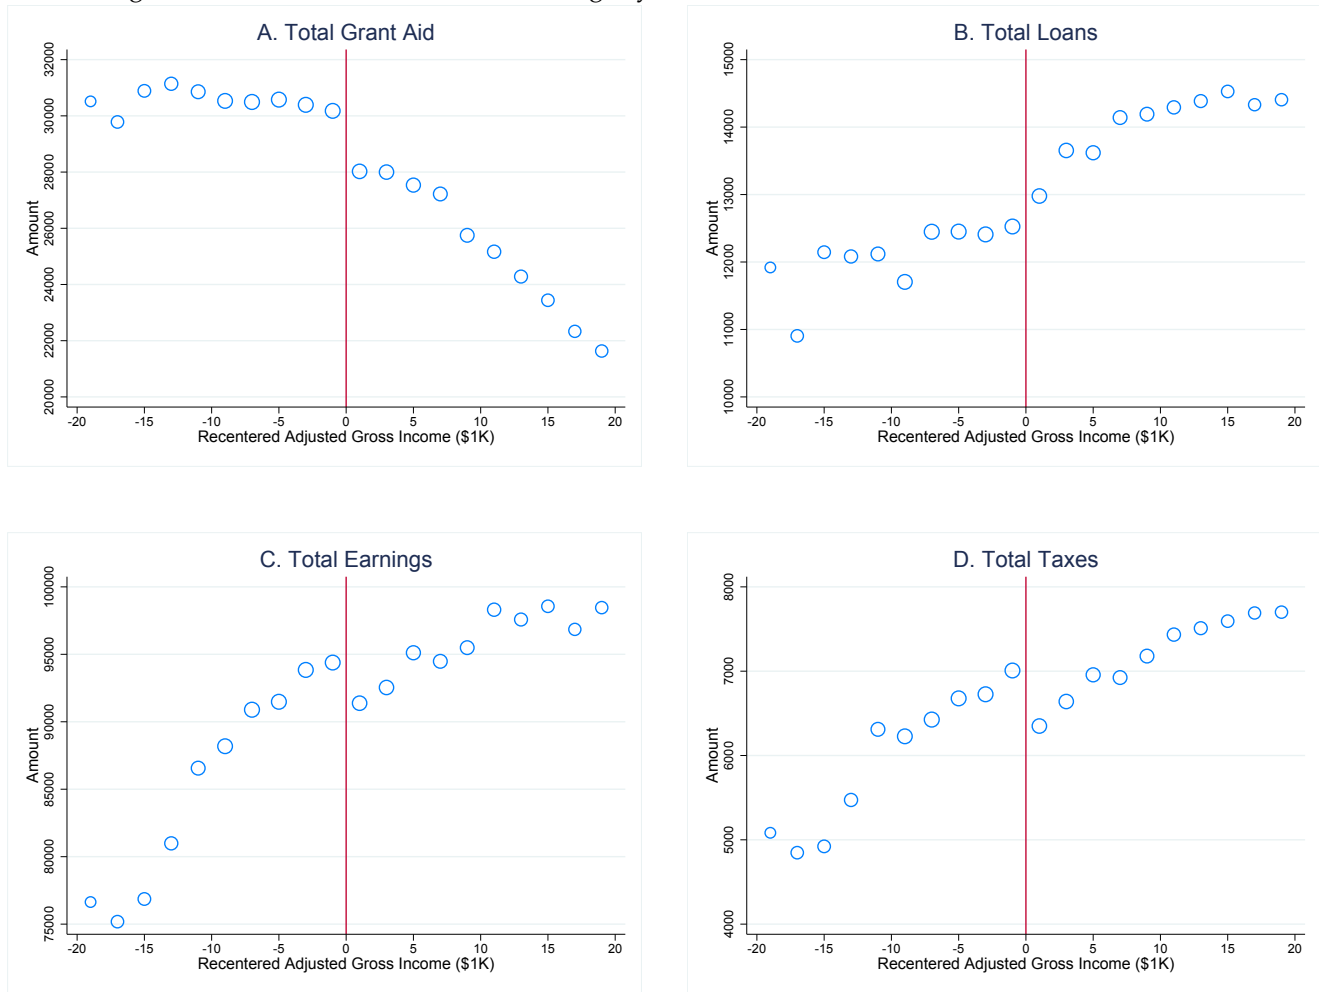 A. Total Grant Aid
Amount
32000
30000
28000
26000
24000
22000
20000
-20 -15 -10 -5 0 5 10 15 20
Recentered Adjusted Gross Income ($1K)
B. Total Loans
Amount
15000
14000
13000
12000
11000
10000
-20 -15 -10 -5 0 5 10 15 20
Recentered Adjusted Gross Income ($1K)
C. Total Earnings
Amount
100000
95000
90000
85000
80000
75000
-20 -15 -10 -5 0 5 10 15 20
Recentered Adjusted Gross Income ($1K)
D. Total Taxes
Amount
8000
7000
6000
5000
4000
-20 -15 -10 -5 0 5 10 15 20
Recentered Adjusted Gross Income ($1K)